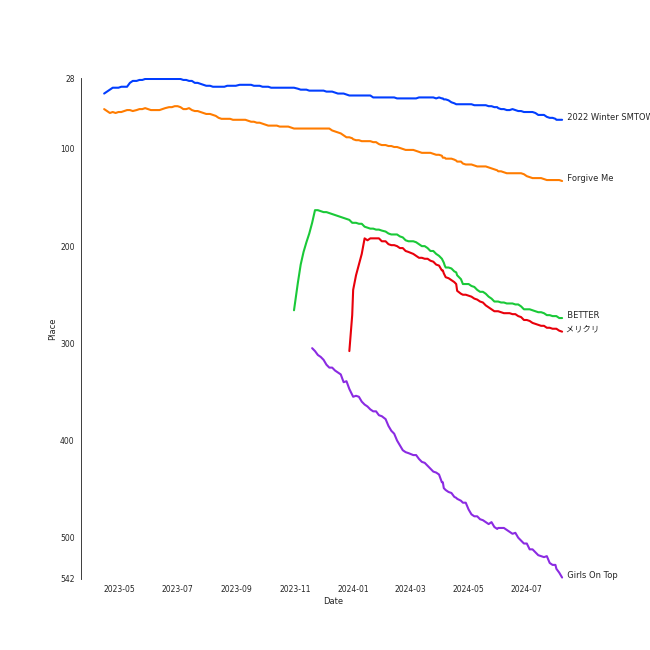 28
100
200
300
400
500
542
Place
2023-05 2023-07 2023-09 2023-11 2024-01 2024-03 2024-05 2024-07
Date
2022 Winter SMTOW
Forgive Me
BETTER
メリクリ
Girls On Top